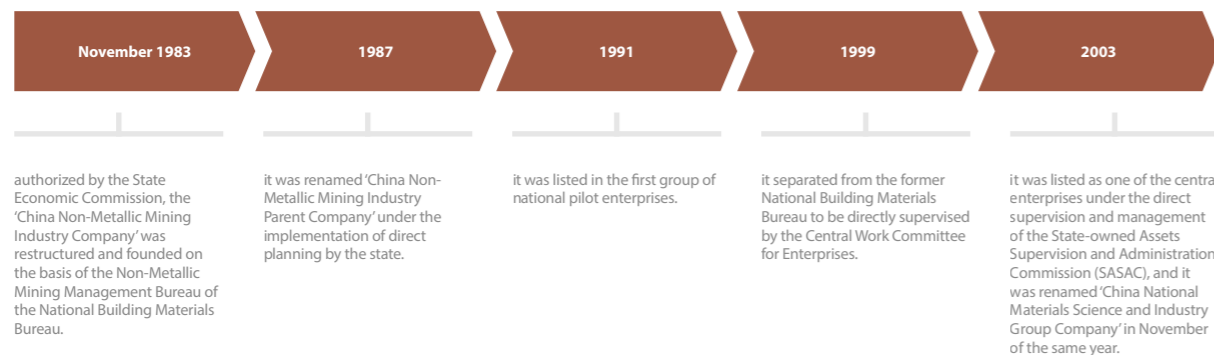 November 1983
1987
1991
1999
2003
authorized by the State
Economic Commission, the
‘China Non-Metallic Mining
Industry Company’ was
restructured and founded on
the basis of the Non-Metallic
Mining Management Bureau of
the National Building Materials
Bureau.
it was renamed ‘China Non-
Metallic Mining Industry
Parent Company’ under the
implementation of direct
planning by the state.
it was listed in the first group of
national pilot enterprises.
it separated from the former
National Building Materials
Bureau to be directly supervised
by the Central Work Committee
for Enterprises.
it was listed as one of the centra
enterprises under the direct
supervision and management
of the State-owned Assets
Supervision and Administration
Commission (SASAC), and it
was renamed ‘China National
Materials Science and Industry
Group Company’ in November
of the same year.